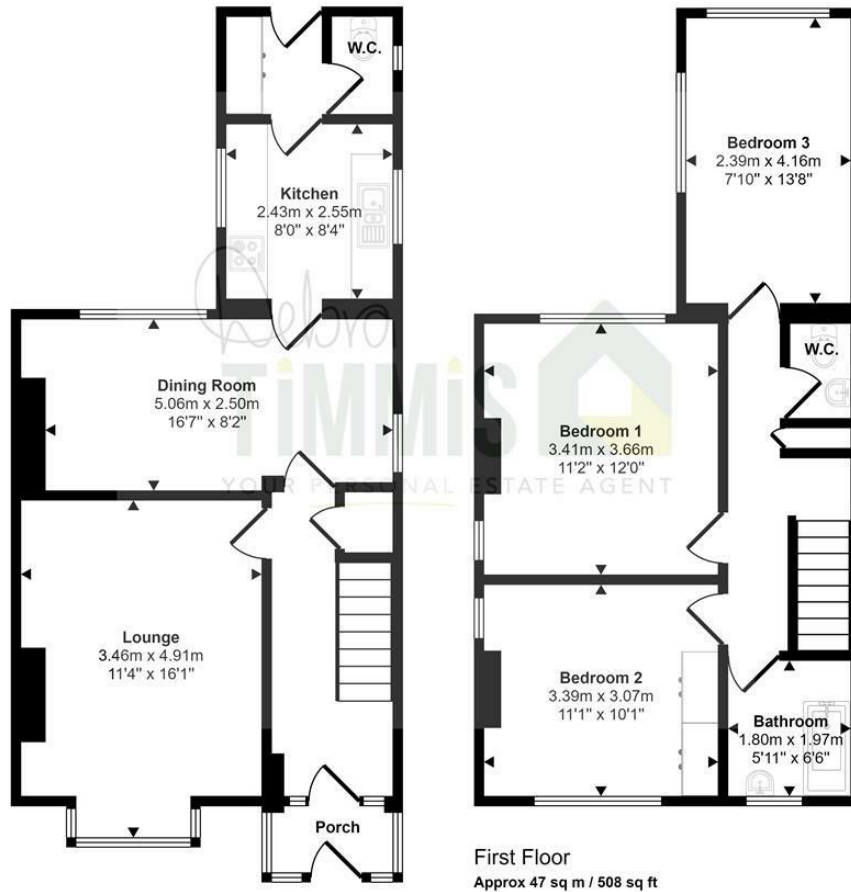 W.C.
Kitchen
2.43m x 2.55m
8'0" x 8'4"
Dining Room
5.06m x 2.50m
16'7" x 8'2"
Lounge
3.46m x 4.91m
11'4" x 16'1"
Porch
Bedroom 3
2.39m x 4.16m
7'10" x 13'8"
W.C.
Bedroom 1
3.41m x 3.66m
11'2" x 12'0"
Bedroom 2
3.39m x 3.07m
11'1" x 10'1"
Bathroom
1.80m x 1.97m
5'11" x 6'6"
Debra
TiMMiS
YOUR PERSONAL ESTATE AGENT
First Floor
Approx 47 sq m / 508 sq ft